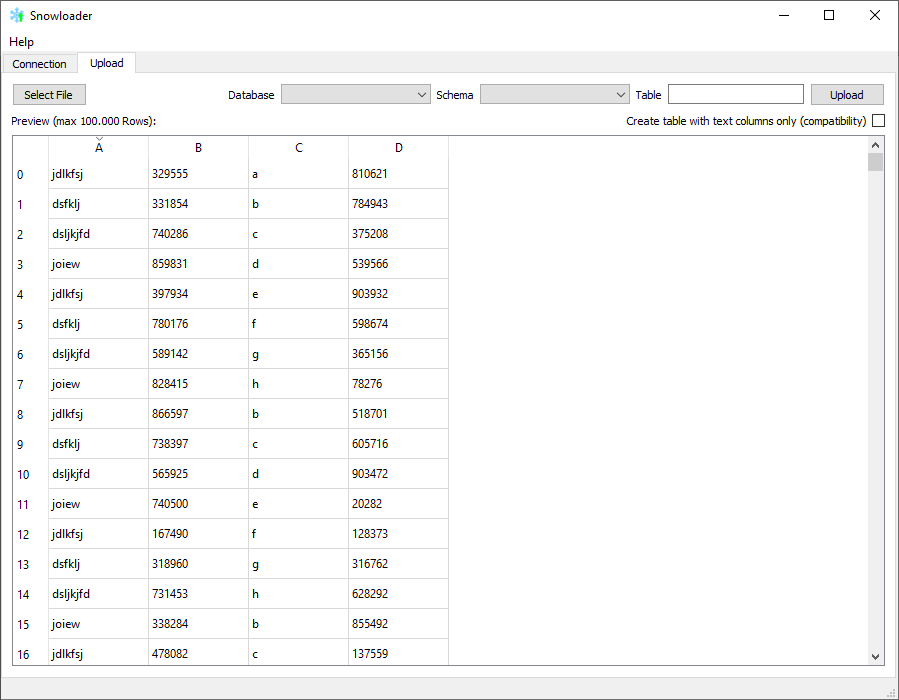 Snowloader
Help
Connection Upload
Select File Database Schema Table Upload
Preview (max 100.000 Rows): Create table with text columns only (compatibility)
A B C D
0 jdlkfsj 329555 a 810621
1 dsfklj 331854 b 784943
2 dsljkjfd 740286 c 375208
3 joiew 859831 d 539566
4 jdlkfsj 397934 e 903932
5 dsfklj 780176 f 598674
6 dsljkjfd 589142 g 365156
7 joiew 828415 h 78276
8 jdlkfsj 866597 b 518701
9 dsfklj 738397 c 605716
10 dsljkjfd 565925 d 903472
11 joiew 740500 e 20282
12 jdlkfsj 167490 f 128373
13 dsfklj 318960 g 316762
14 dsljkjfd 731453 h 628292
15 joiew 338284 b 855492
16 jdlkfsj 478082 c 137559